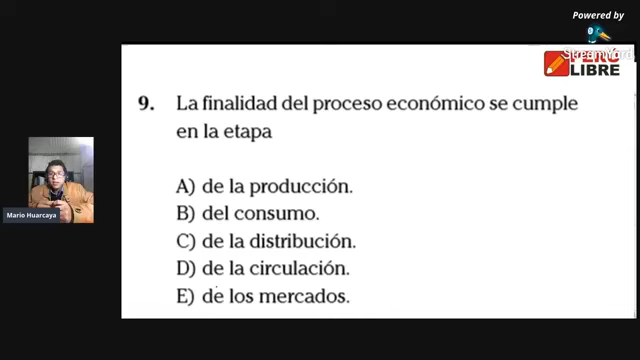 Powered by
StreamYard
PERÚ
LIBRE
9. La finalidad del proceso económico se cumple
en la etapa
A) de la producción.
B) del consumo.
C) de la distribución.
D) de la circulación.
E) de los mercados.
Mario Huarcaya